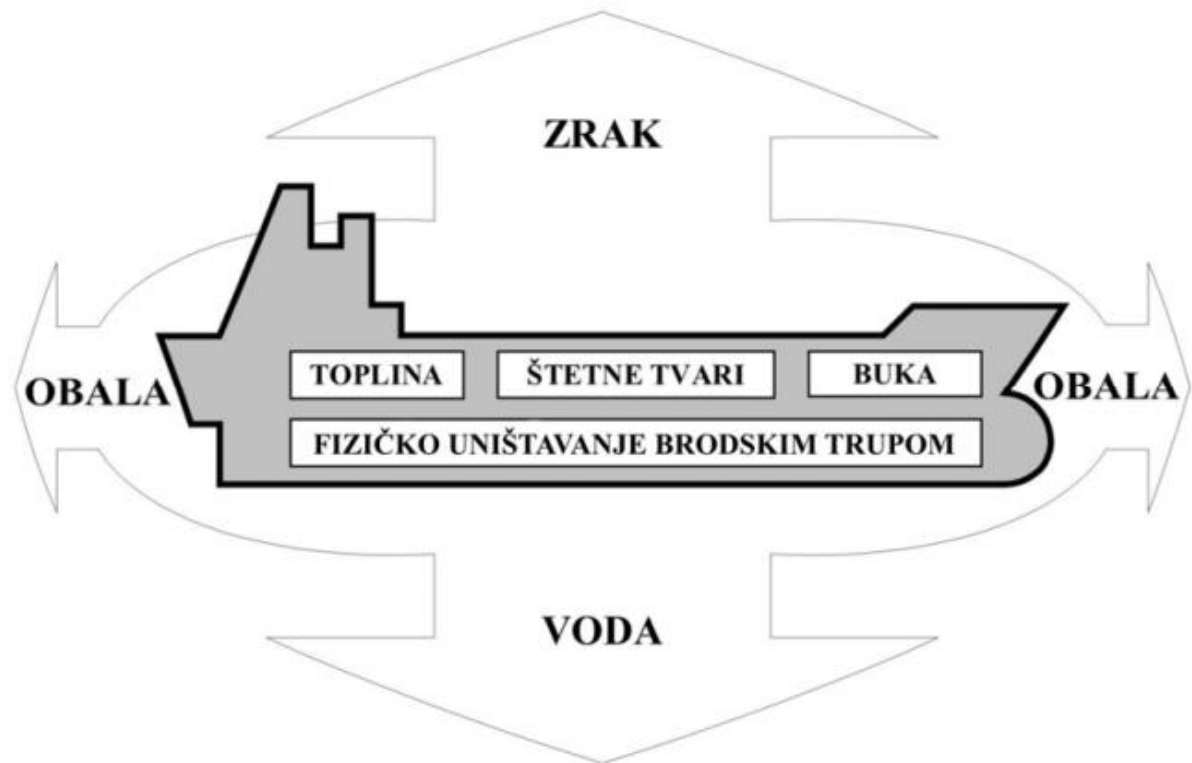 ZRAK
TOPLINA
ŠTETNE TVARI
BUKA
OBALA
OBALA
FIZIČKO UNIŠTAVANJE BRODSKIM TRUPOM
VODA